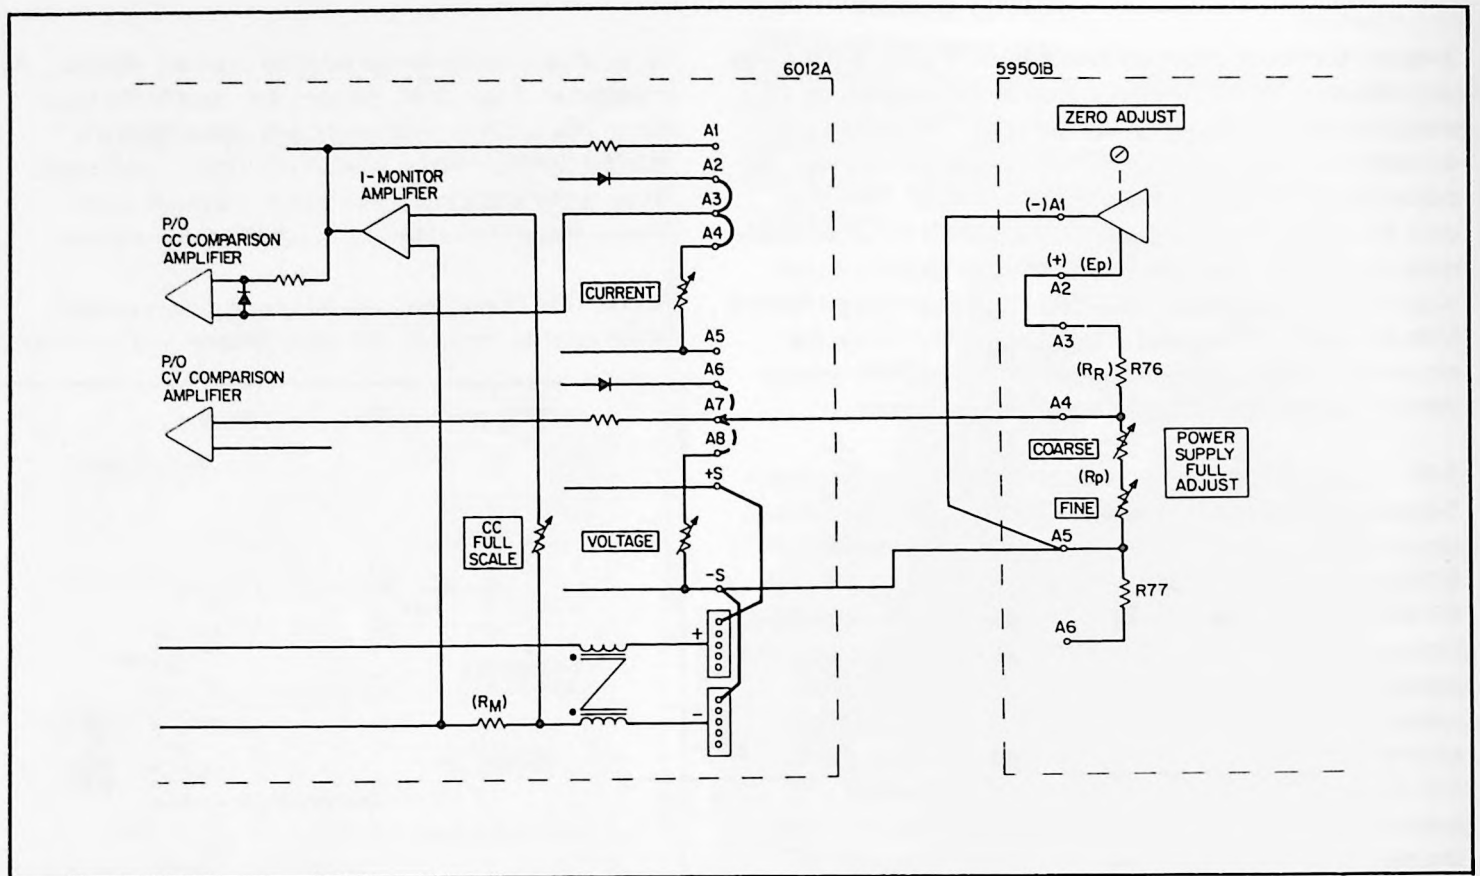 6012A
59501B
ZERO ADJUST
A1
A2
I-MONITOR
AMPLIFIER
A3
P/O
CC COMPARISON
AMPLIFIER
A4
CURRENT
(-) A1
(+)
(Ep)
A2
A3
A5
P/O
CV COMPARISON
AMPLIFIER
A6
(RR)
R76
A7
A4
A8
COARSE
POWER
SUPPLY
FULL
ADJUST
+S
(Rp)
FINE
CC
FULL
SCALE
VOLTAGE
A5
-S
R77
+
A6
(RM)
-